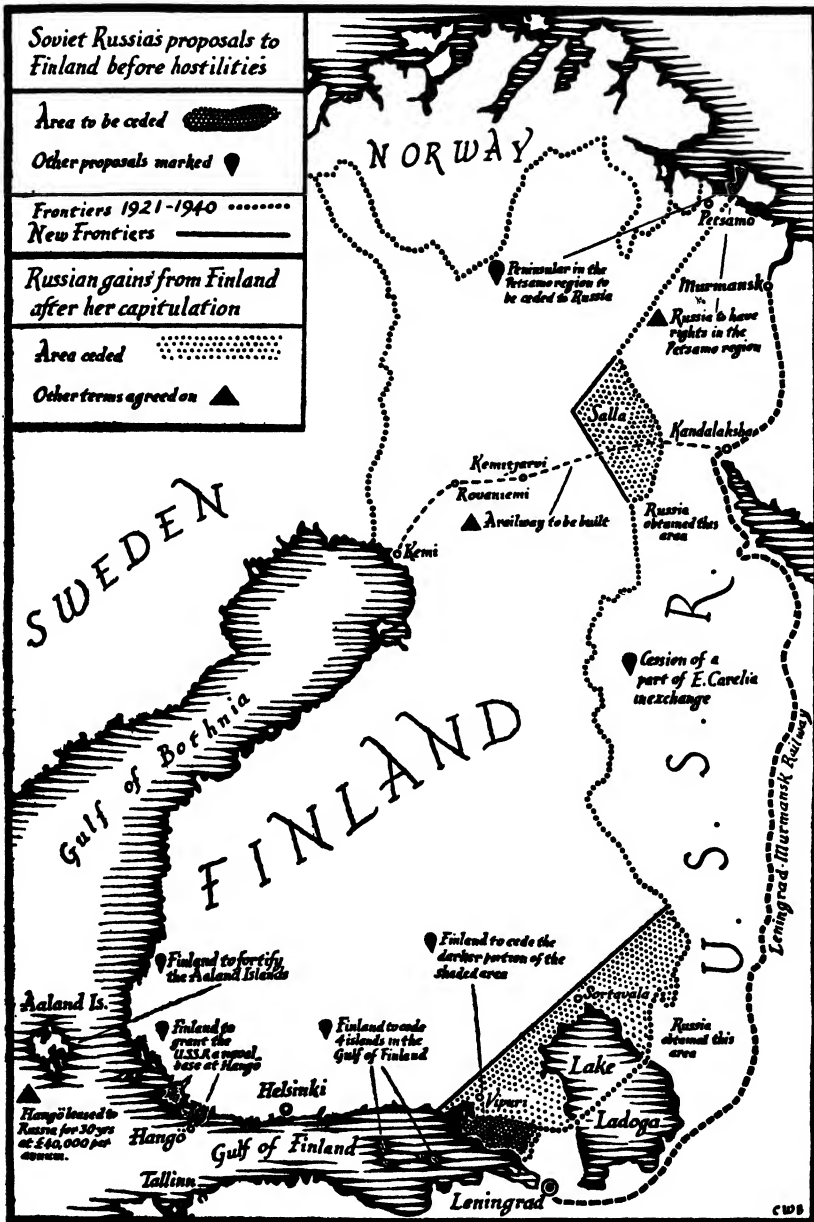 Soviet Russia's proposals to
Finland before hostilities
Area to be ceded
Other proposals marked
Frontiers 1921-1940
New Frontiers
Russian gains from Finland
after her capitulation
Area ceded
Other terms agreed on
NORWAY
Petsamo
Peninsular in the
Petsamo region to
be ceded to Russia
Murmansk
Russia to have
rights in the
Petsamo region
Salla
Kandalaksha
Kemitjarvi
Rovaniemi
A railway to be built
Russia
obtained this
area
Kemi
SWEDEN
U.S.S.R.
Cession of a
part of E. Carelia
in exchange
Gulf of Bothnia
FINLAND
Leningrad-Murmansk Railway
Finland to cede the
darker portion of the
shaded area
Finland to fortify
the Aaland Islands
Sortavala
Aaland Is.
Finland to
grant the
U.S.S.R. a naval
base at Hangö
Finland to cede
4 islands in the
Gulf of Finland
Russia
obtained this
area
Lake
Ladoga
Viipuri
Helsinki
Hangö leased to
Russia for 30 yrs
at £40,000 per
annum.
Hangö
Gulf of Finland
Tallinn
Leningrad
CWB